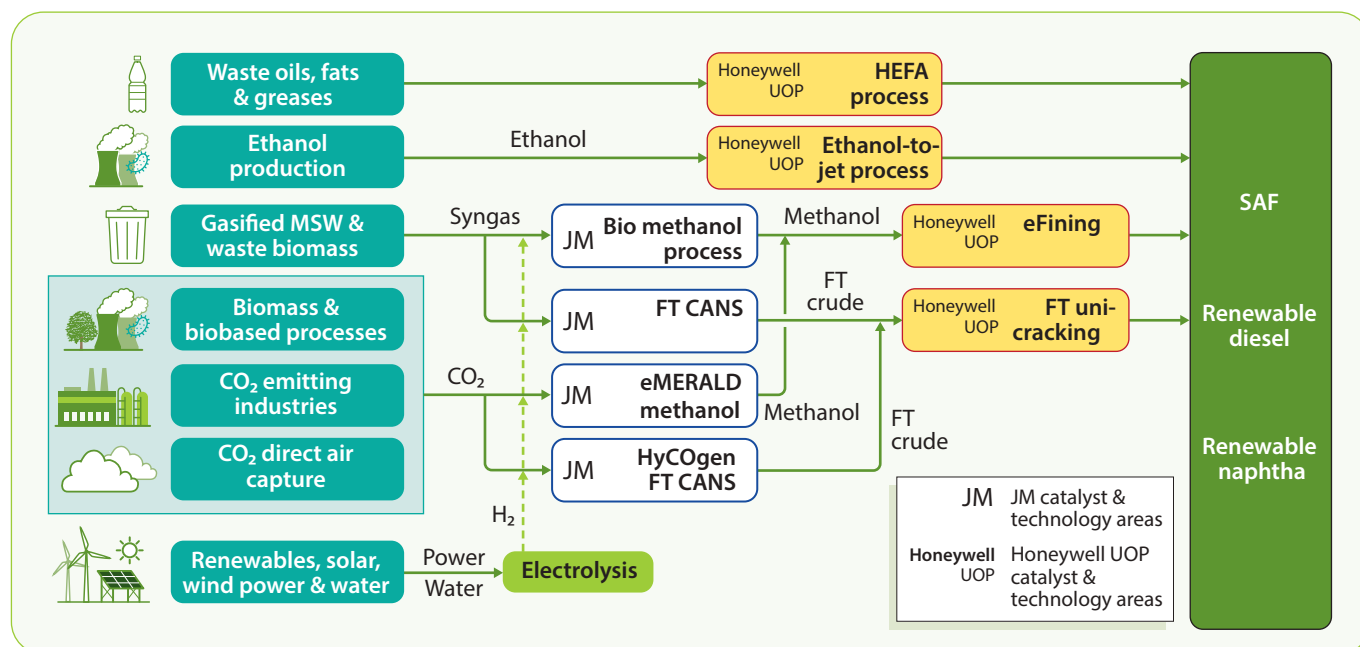 Waste oils, fats
& greases
Honeywell
UOP
HEFA
process
Ethanol
production
Ethanol
Honeywell
UOP
Ethanol-to-
jet process
Gasified MSW &
waste biomass
Syngas
JM
Bio methanol
process
Methanol
Honeywell
UOP
eFining
SAF
Biomass &
biobased processes
JM
FT CANS
FT
crude
Honeywell
UOP
FT uni-
cracking
Renewable
diesel
CO₂ emitting
industries
CO₂
JM
eMERALD
methanol
Methanol
FT
crude
CO₂ direct air
capture
JM
HyCOgen
FT CANS
Renewable
naphtha
H₂
Renewables, solar,
wind power & water
Power
Water
Electrolysis
JM
JM catalyst &
technology areas
Honeywell
UOP
Honeywell UOP
catalyst &
technology areas